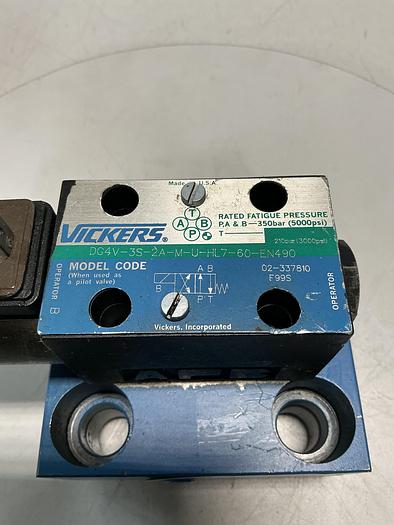 Made in U.S.A.
T
A B
P
RATED FATIGUE PRESSURE
P,A & B—350bar (5000psi)
T 210bar (3000psi)
VICKERS®
DG4V-3S-2A-M-U-HL7-60-EN490
MODEL CODE
(When used as
a pilot valve)
A B
B
P T
02-337810
F99S
OPERATOR B
OPERATOR
Vickers, Incorporated